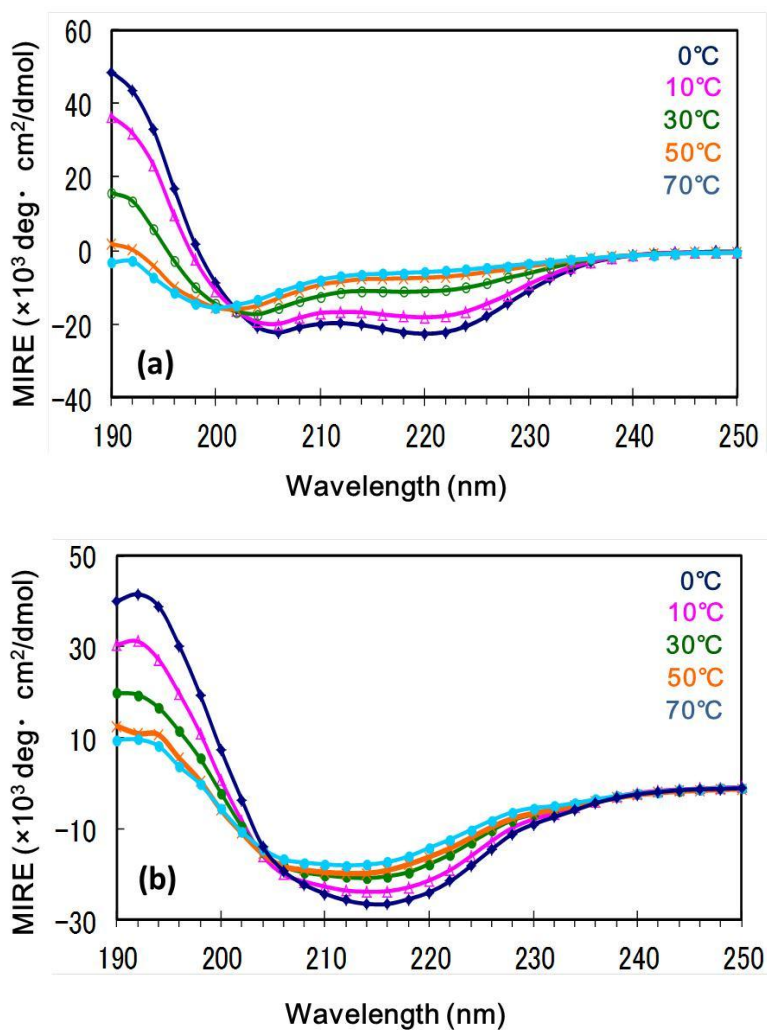 60
40
20
0
-20
-40
MIRE (×10³ deg· cm²/dmol)
0℃
10℃
30℃
50℃
70℃
(a)
190 200 210 220 230 240 250
Wavelength (nm)
50
30
10
-10
-30
MIRE (×10³ deg· cm²/dmol)
0℃
10℃
30℃
50℃
70℃
(b)
190 200 210 220 230 240 250
Wavelength (nm)